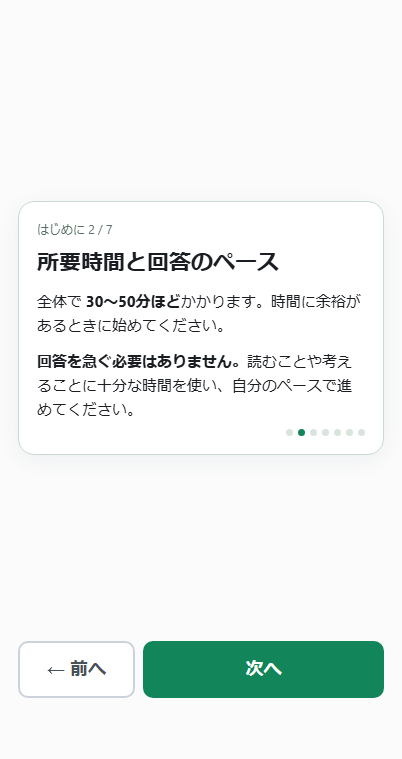 はじめに 2 / 7
所要時間と回答のペース
全体で 30〜50分ほどかかります。時間に余裕が
あるときに始めてください。
回答を急ぐ必要はありません。読むことや考え
ることに十分な時間を使い、自分のペースで進
めてください。
← 前へ
次へ